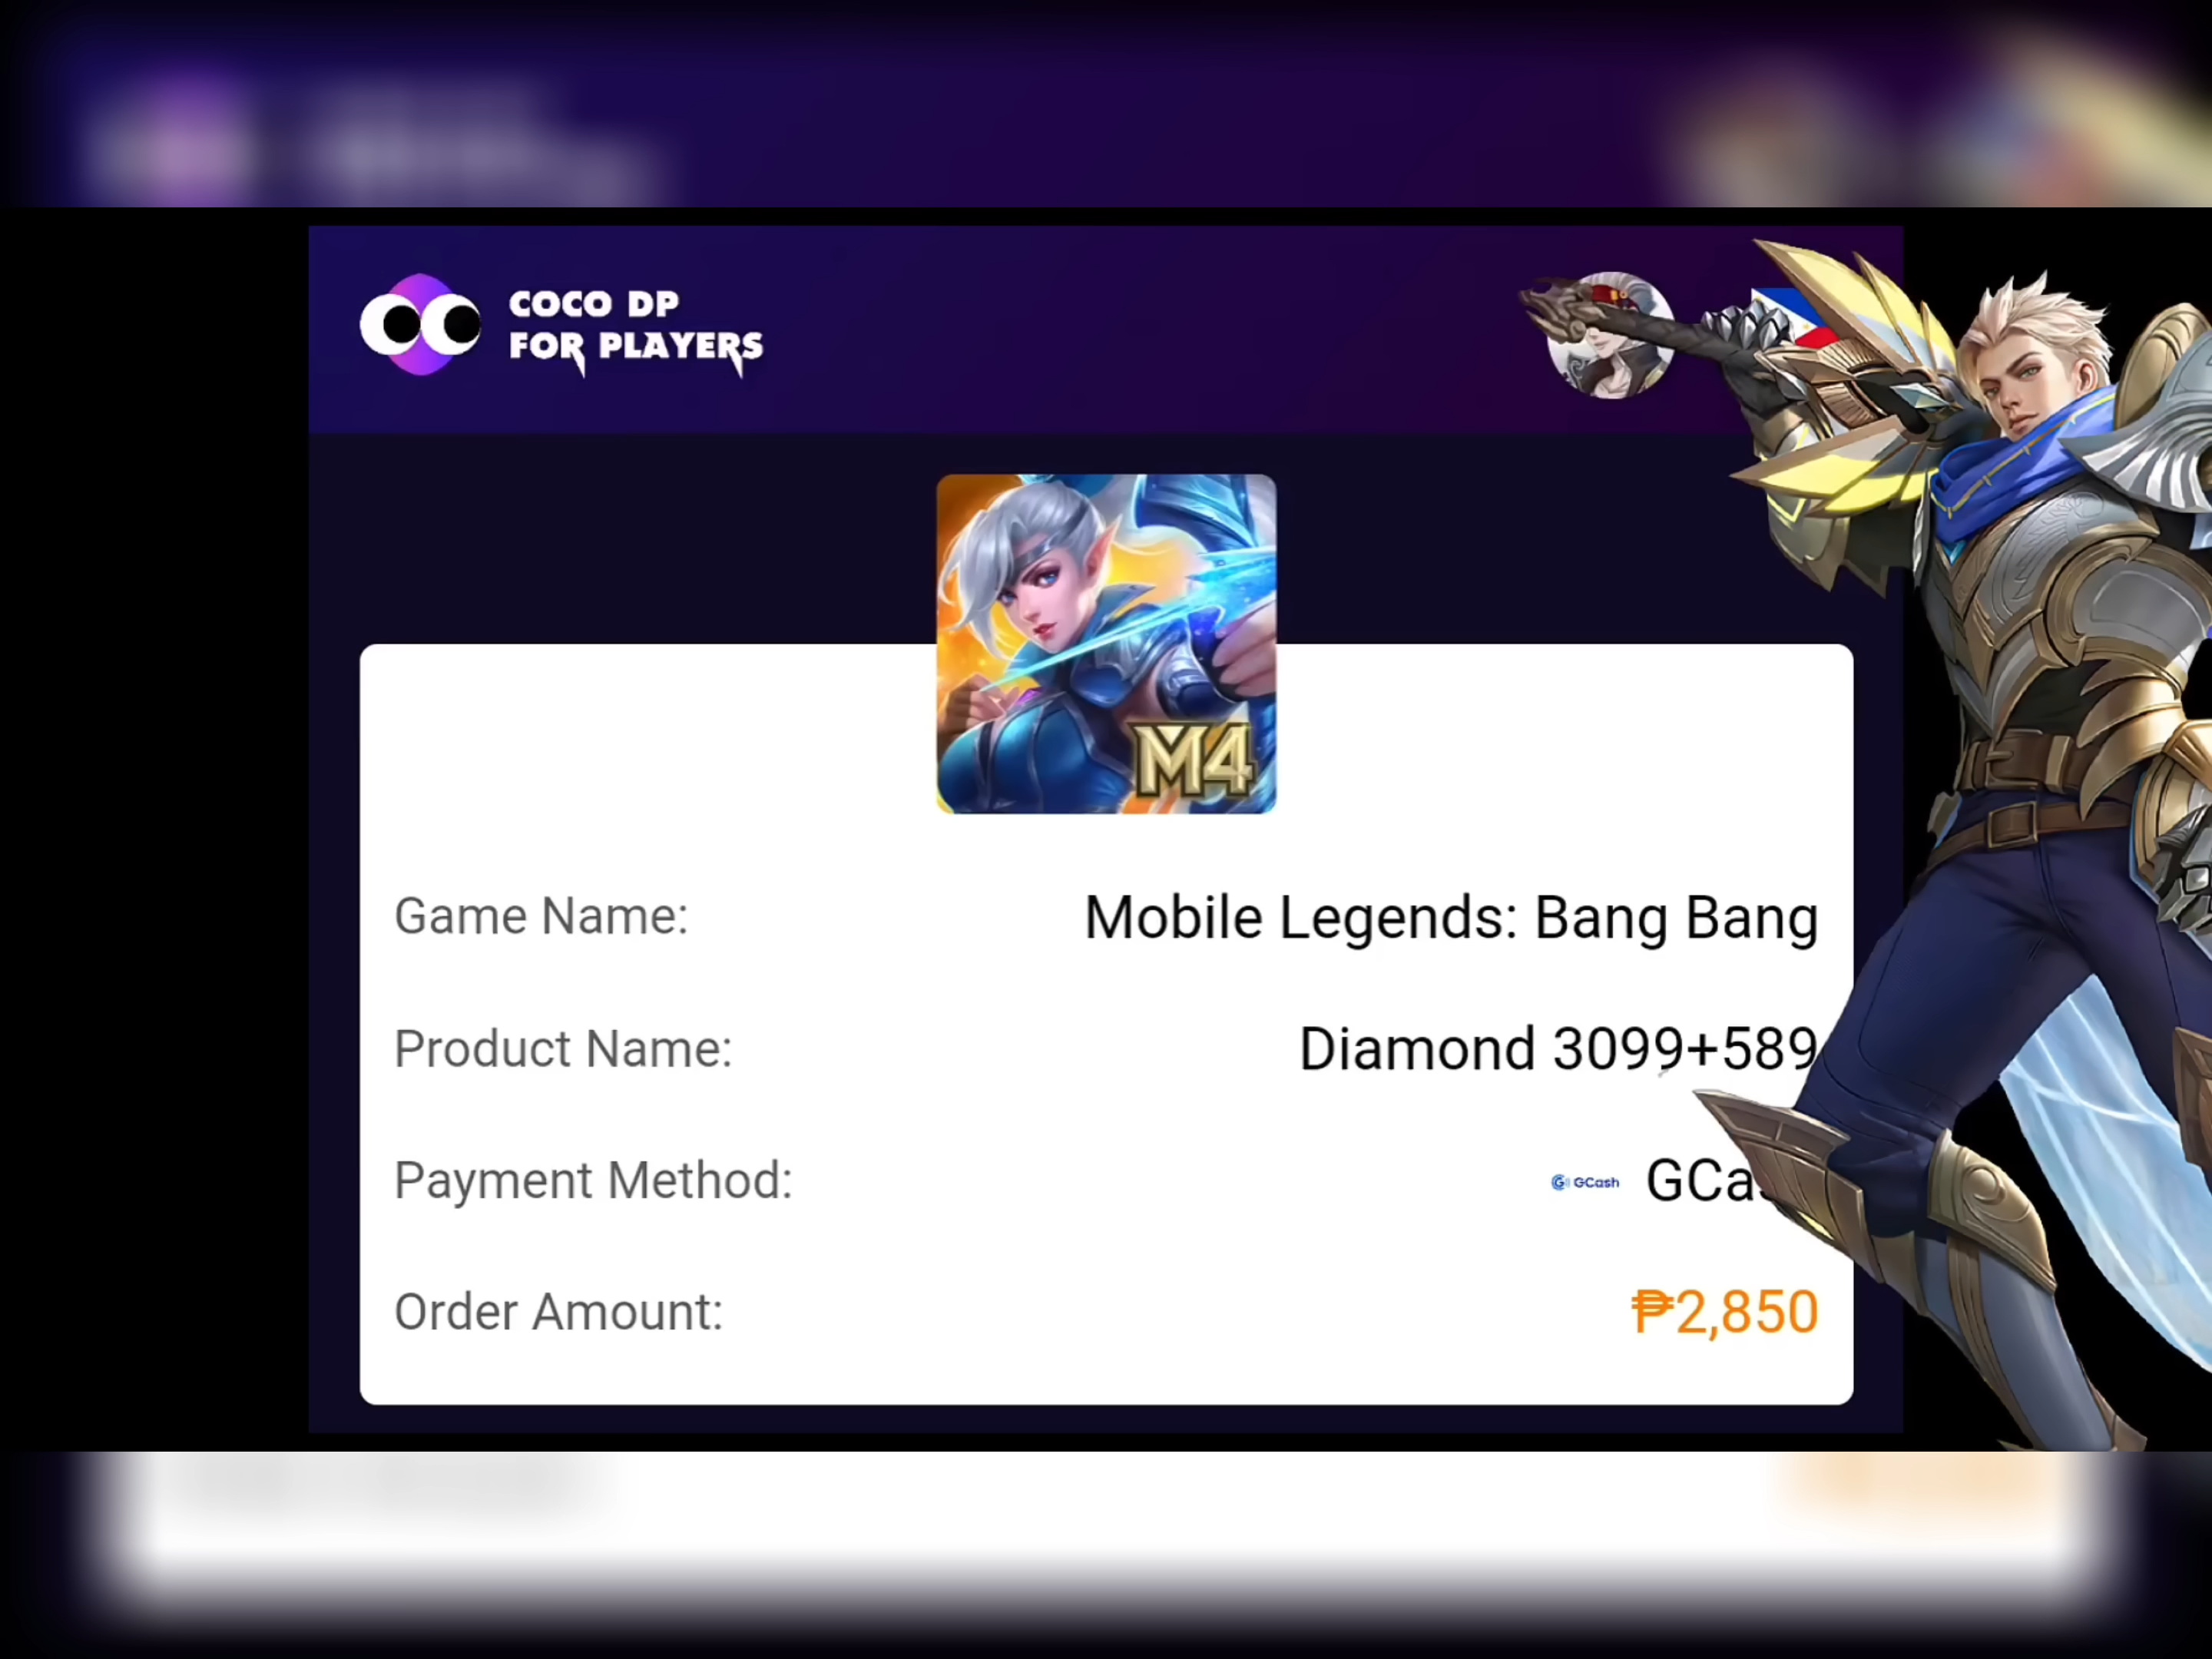 COCO DP
FOR PLAYERS
M4
Game Name: Mobile Legends: Bang Bang
Product Name: Diamond 3099+589
Payment Method: GCash GCa
Order Amount: ₱2,850